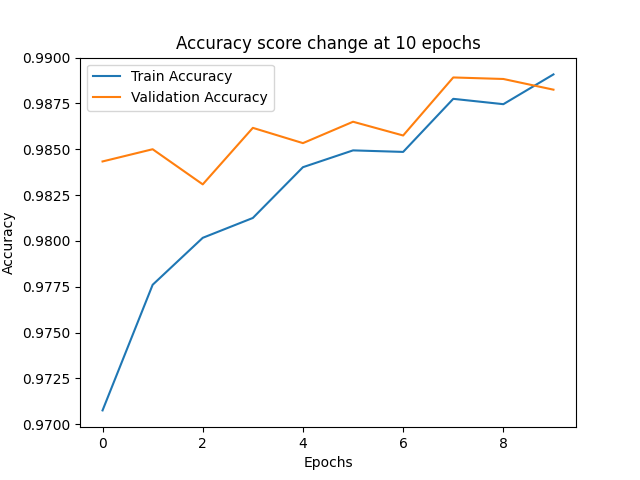 Accuracy score change at 10 epochs
Train Accuracy
Validation Accuracy
0.9900
0.9875
0.9850
0.9825
0.9800
0.9775
0.9750
0.9725
0.9700
Accuracy
0 2 4 6 8
Epochs